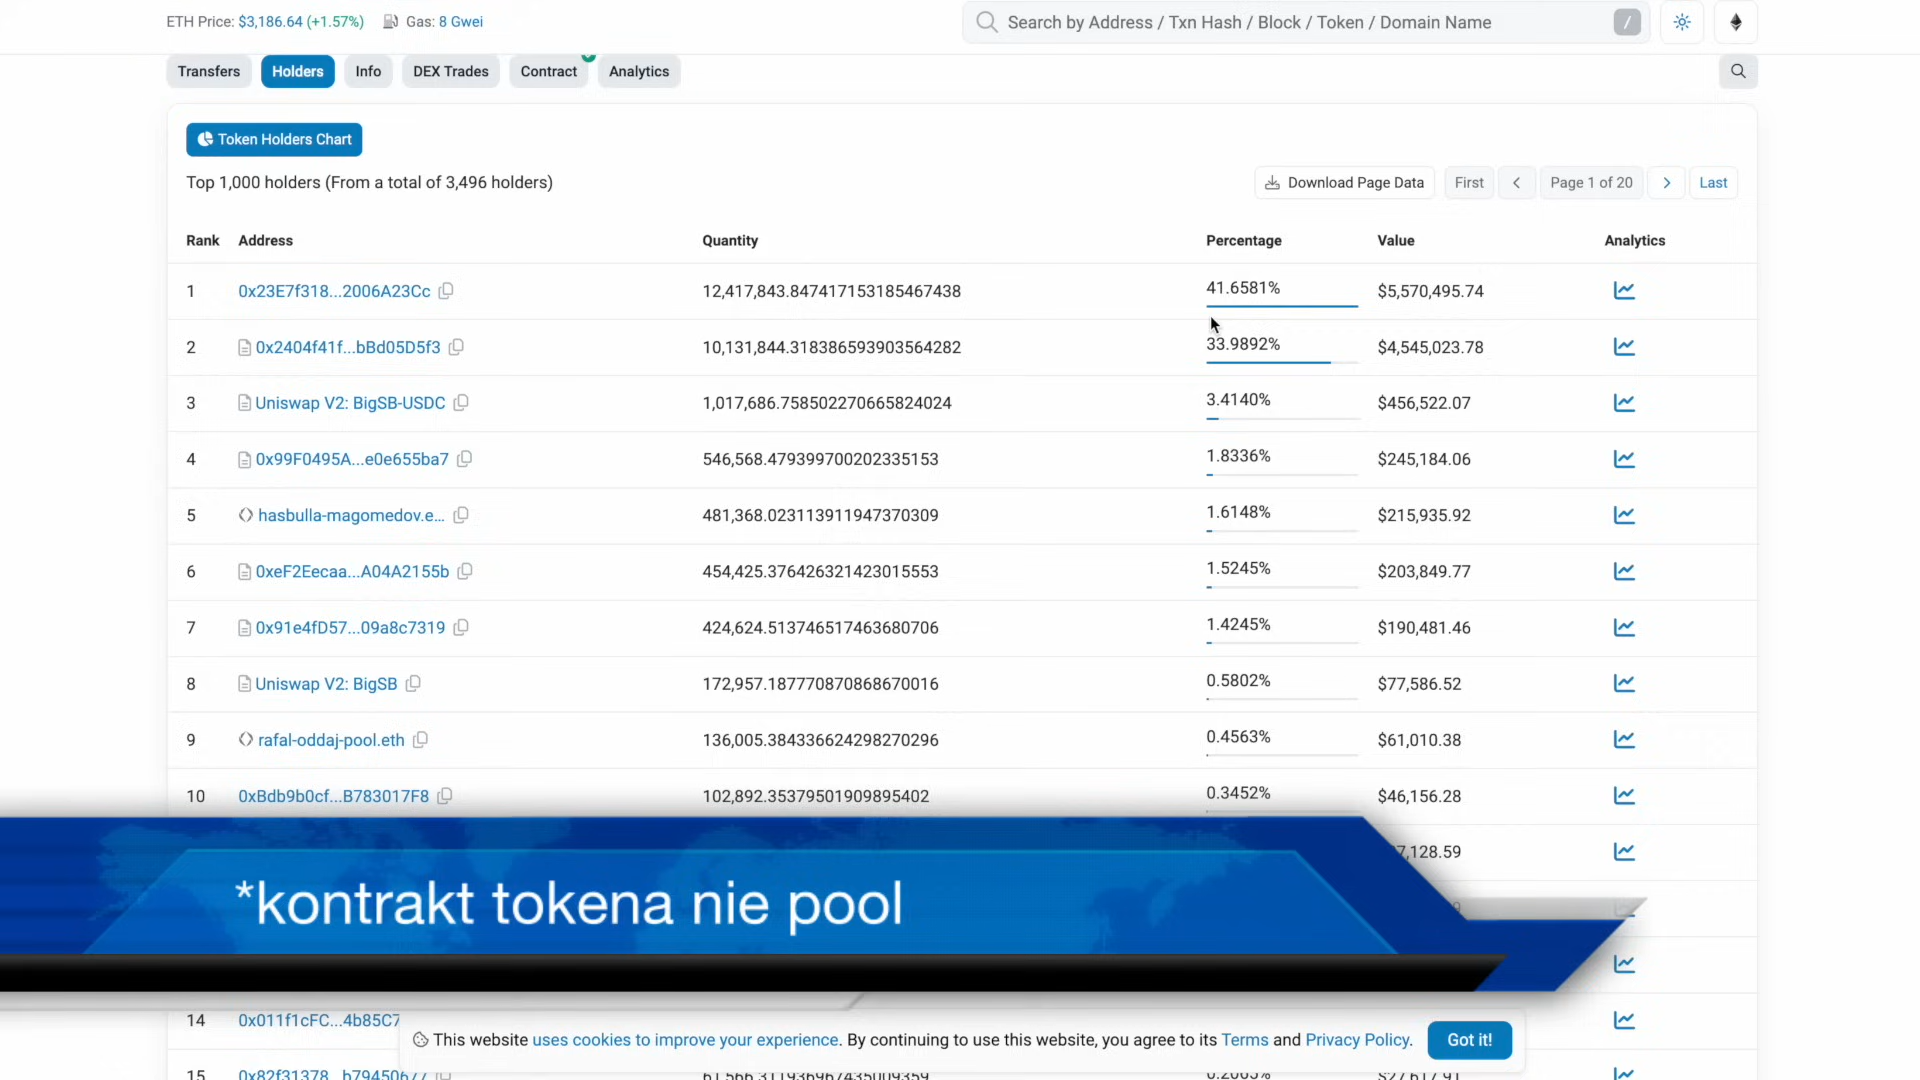 ETH Price: $3,186.64 (+1.57%) Gas: 8 Gwei
Search by Address / Txn Hash / Block / Token / Domain Name /
Transfers Holders Info DEX Trades Contract Analytics
Token Holders Chart
Top 1,000 holders (From a total of 3,496 holders) Download Page Data First Page 1 of 20 Last
Rank Address Quantity Percentage Value Analytics
1 0x23E7f318...2006A23Cc 12,417,843.847417153185467438 41.6581% $5,570,495.74
2 0x2404f41f...bBd05D5f3 10,131,844.318386593903564282 33.9892% $4,545,023.78
3 Uniswap V2: BigSB-USDC 1,017,686.758502270665824024 3.4140% $456,522.07
4 0x99F0495A...e0e655ba7 546,568.479399700202335153 1.8336% $245,184.06
5 hasbulla-magomedov.e... 481,368.023113911947370309 1.6148% $215,935.92
6 0xeF2Eecaa...A04A2155b 454,425.376426321423015553 1.5245% $203,849.77
7 0x91e4fD57...09a8c7319 424,624.513746517463680706 1.4245% $190,481.46
8 Uniswap V2: BigSB 172,957.187770870868670016 0.5802% $77,586.52
9 rafal-oddaj-pool.eth 136,005.384336624298270296 0.4563% $61,010.38
10 0xBdb9b0cf...B783017F8 102,892.35379501909895402 0.3452% $46,156.28
7,128.59
*kontrakt tokena nie pool
14 0x011f1cFC...4b85C7
This website uses cookies to improve your experience. By continuing to use this website, you agree to its Terms and Privacy Policy. Got it!
15 0x82f31378...b79450677